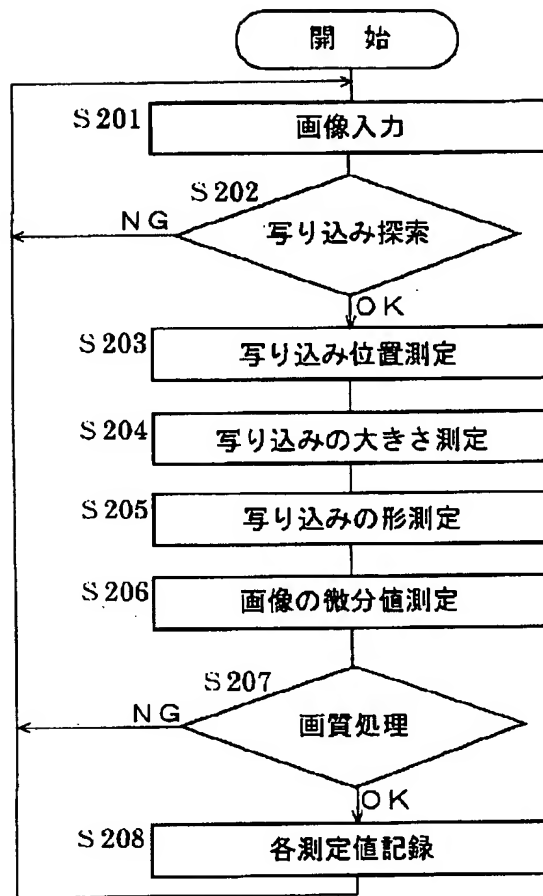 開 始
S201
画像入力
S202
NG
写り込み探索
OK
S203
写り込み位置測定
S204
写り込みの大きさ測定
S205
写り込みの形測定
S206
画像の微分値測定
S207
NG
画質処理
OK
S208
各測定値記録